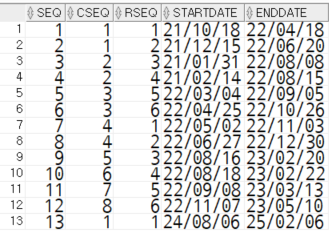 SEQ CSEQ RSEQ STARTDATE ENDDATE
1 1 1 1 21/10/18 22/04/18
2 2 1 2 21/12/15 22/06/20
3 3 2 3 21/01/31 22/08/08
4 4 2 4 21/02/14 22/08/15
5 5 3 5 22/03/04 22/09/05
6 6 3 6 22/04/25 22/10/26
7 7 4 1 22/05/02 22/11/03
8 8 4 2 22/06/27 22/12/30
9 9 5 3 22/08/16 23/02/20
10 10 6 4 22/08/18 23/02/22
11 11 7 5 22/09/08 23/03/13
12 12 8 6 22/11/07 23/05/10
13 13 1 1 24/08/06 25/02/06